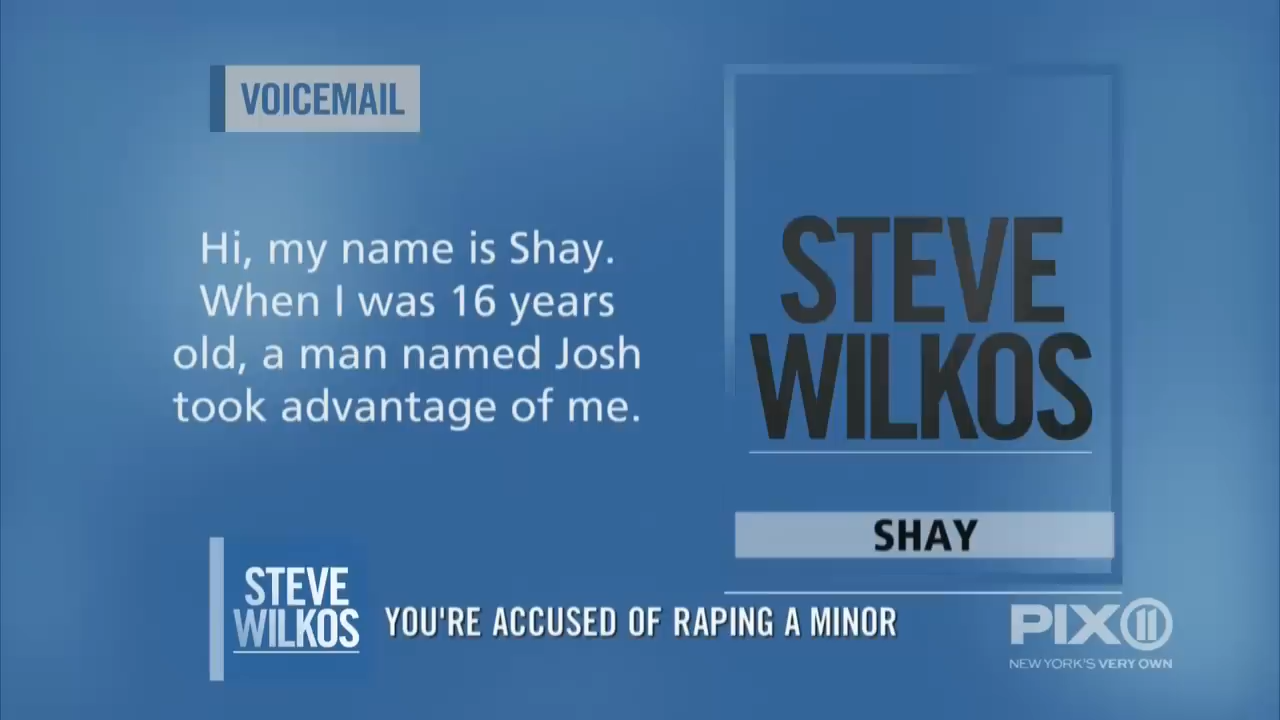 VOICEMAIL
Hi, my name is Shay.
When I was 16 years
old, a man named Josh
took advantage of me.
STEVE
WILKOS
SHAY
STEVE
WILKOS
YOU'RE ACCUSED OF RAPING A MINOR
PIX11
NEW YORK'S VERY OWN